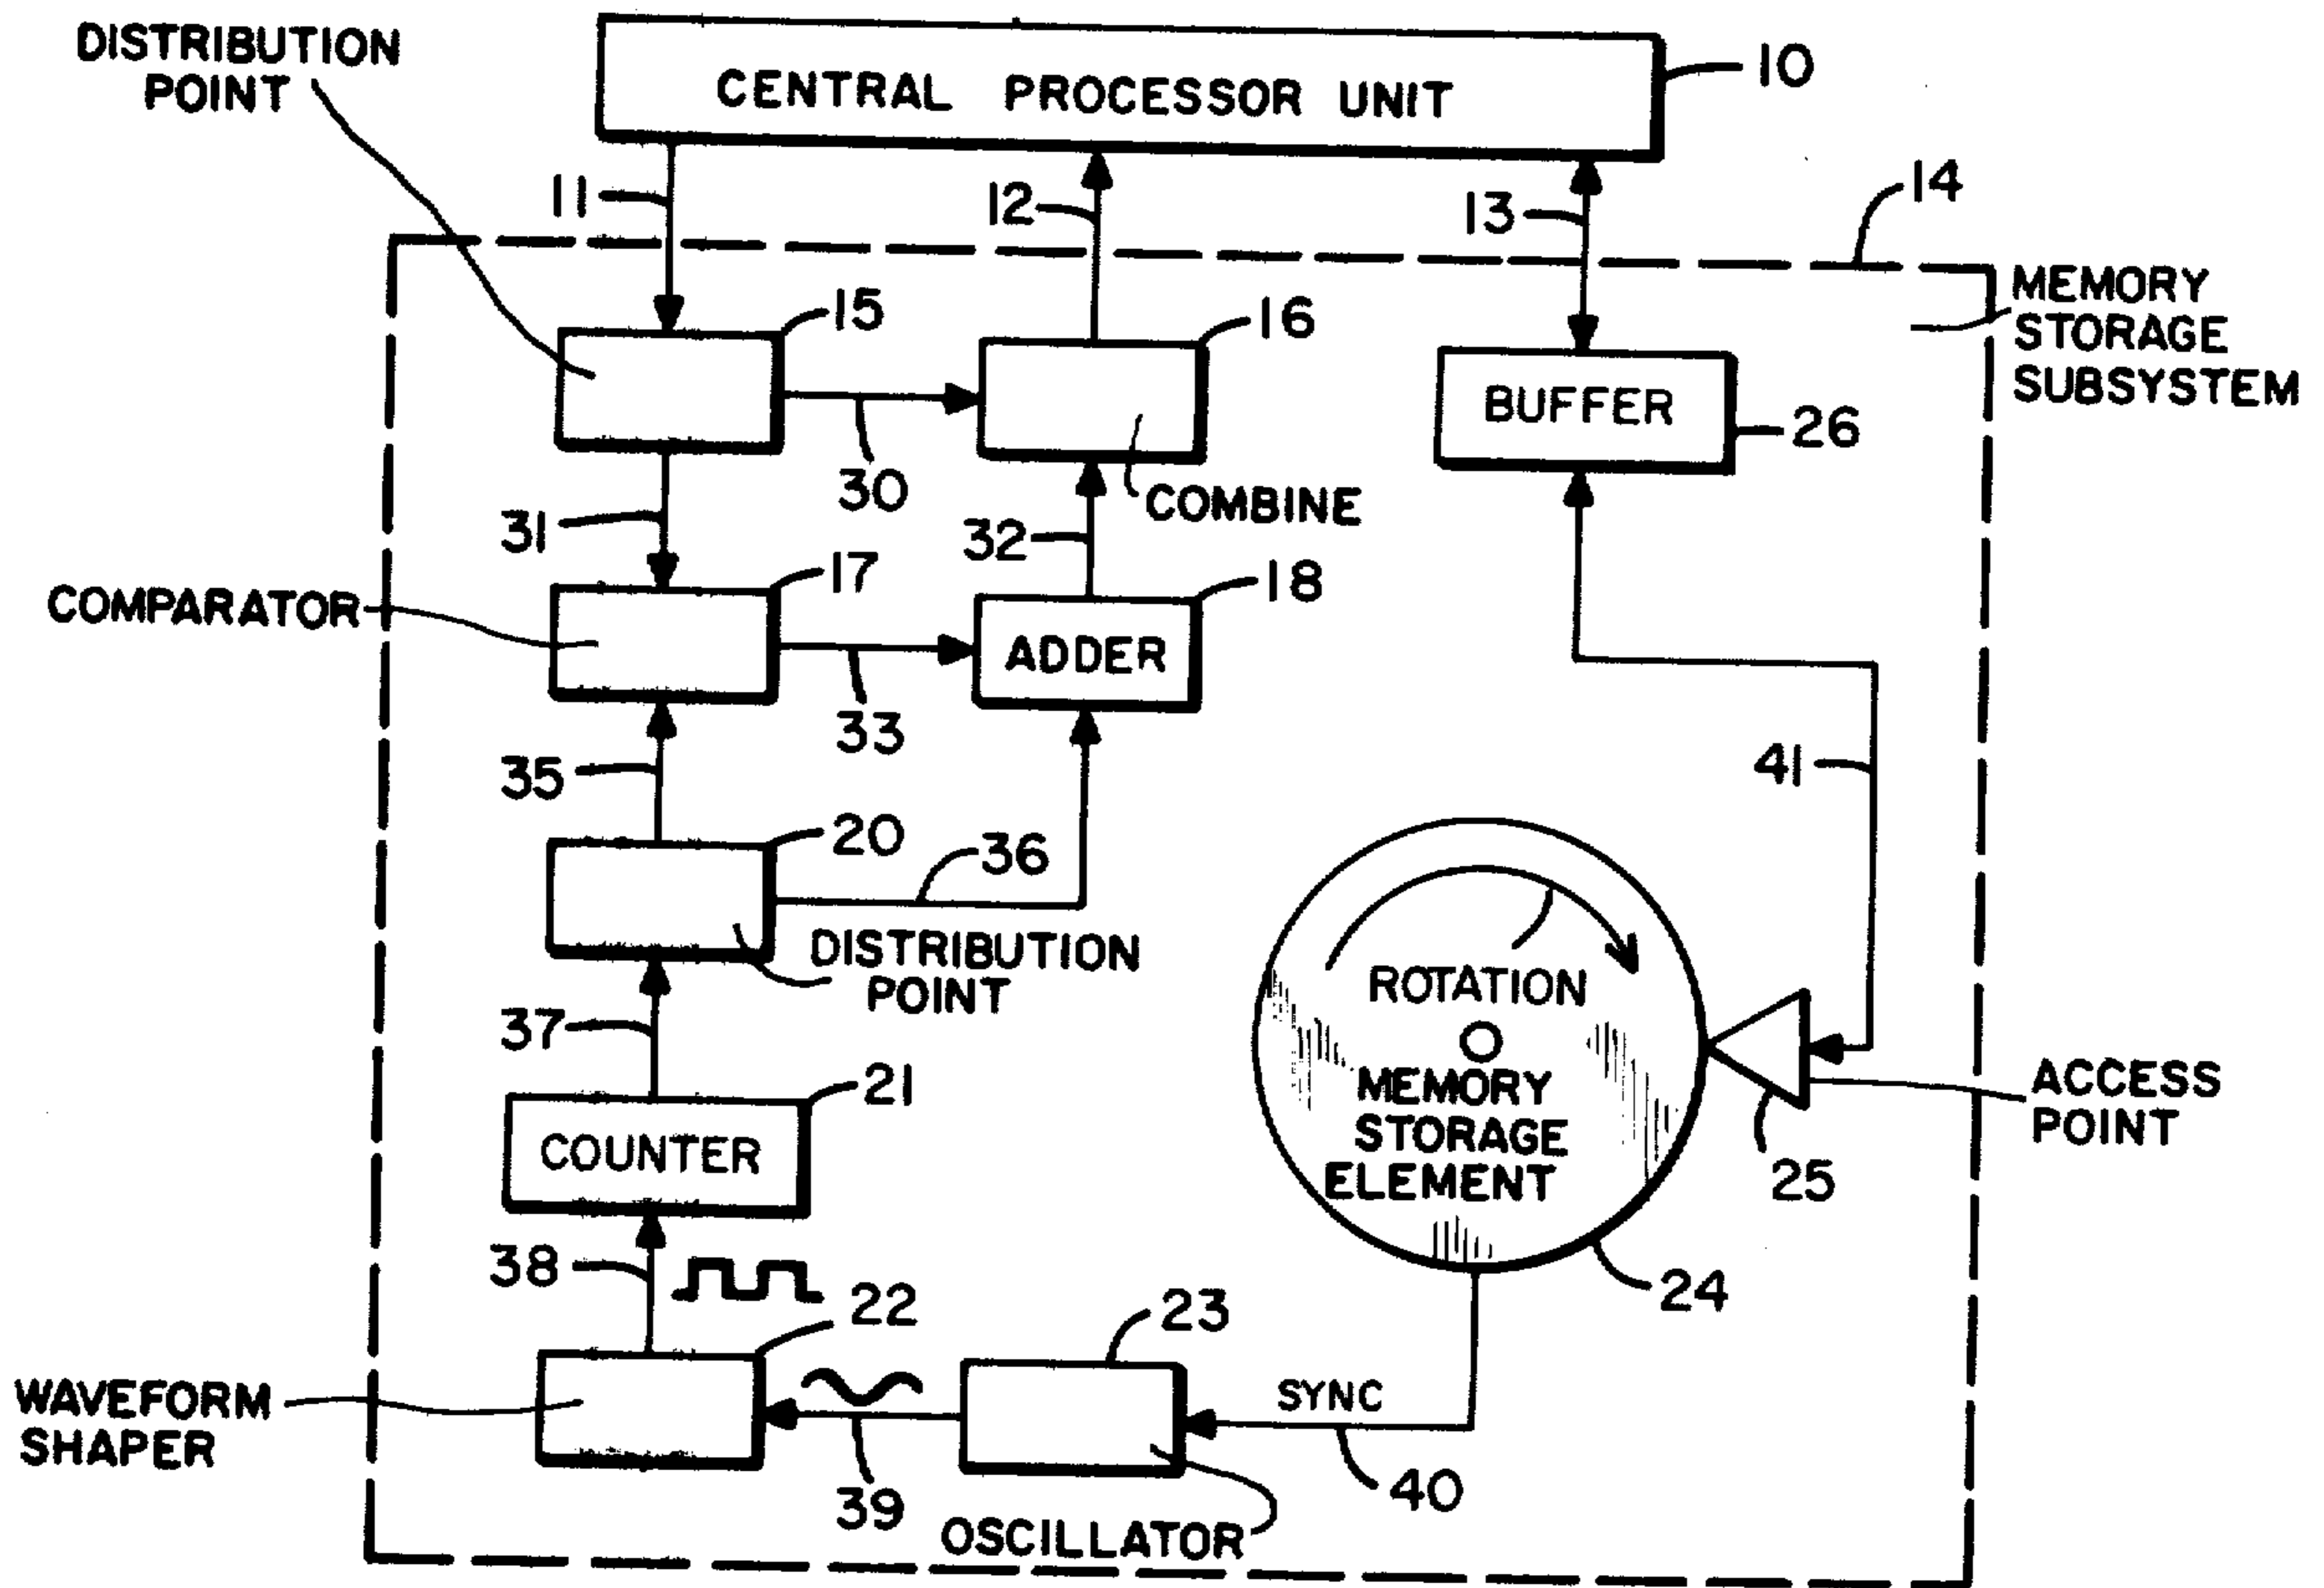 DISTRIBUTION
POINT
CENTRAL PROCESSOR UNIT
10
11
12
13
14
MEMORY
STORAGE
SUBSYSTEM
15
16
BUFFER
26
30
COMBINE
31
32
17
18
COMPARATOR
ADDER
33
35
41
20
36
DISTRIBUTION
POINT
ROTATION
37
21
MEMORY
STORAGE
ELEMENT
ACCESS
POINT
25
COUNTER
38
22
23
24
WAVEFORM
SHAPER
SYNC
39
40
OSCILLATOR